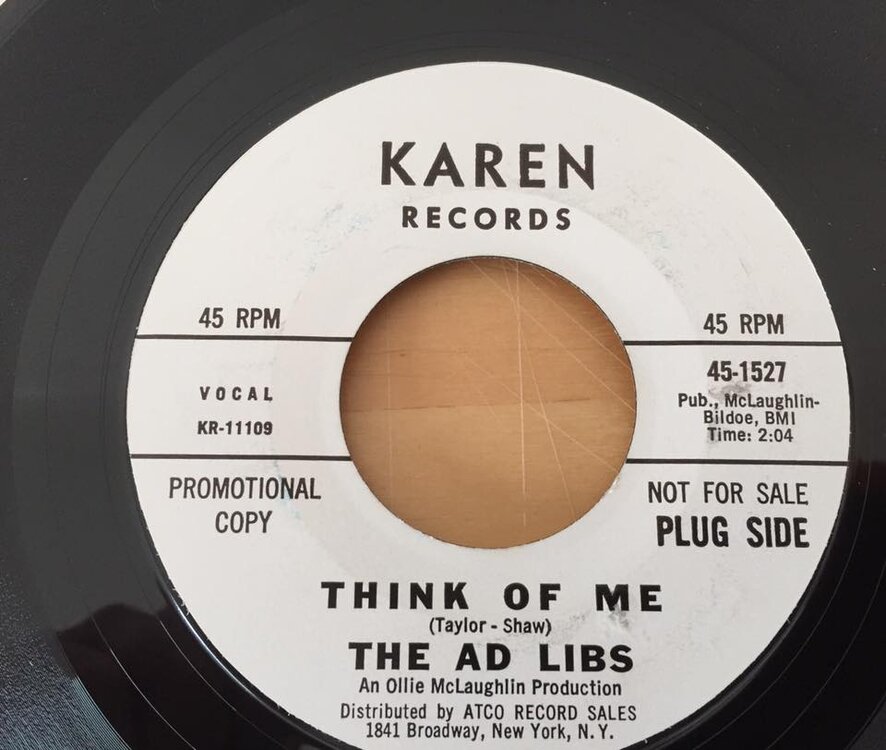 KAREN
RECORDS
45 RPM
45 RPM
VOCAL
KR-11109
45-1527
Pub., McLaughlin-
Bildoe, BMI
Time: 2:04
PROMOTIONAL
COPY
NOT FOR SALE
PLUG SIDE
THINK OF ME
(Taylor - Shaw)
THE AD LIBS
An Ollie McLaughlin Production
Distributed by ATCO RECORD SALES
1841 Broadway, New York, N. Y.